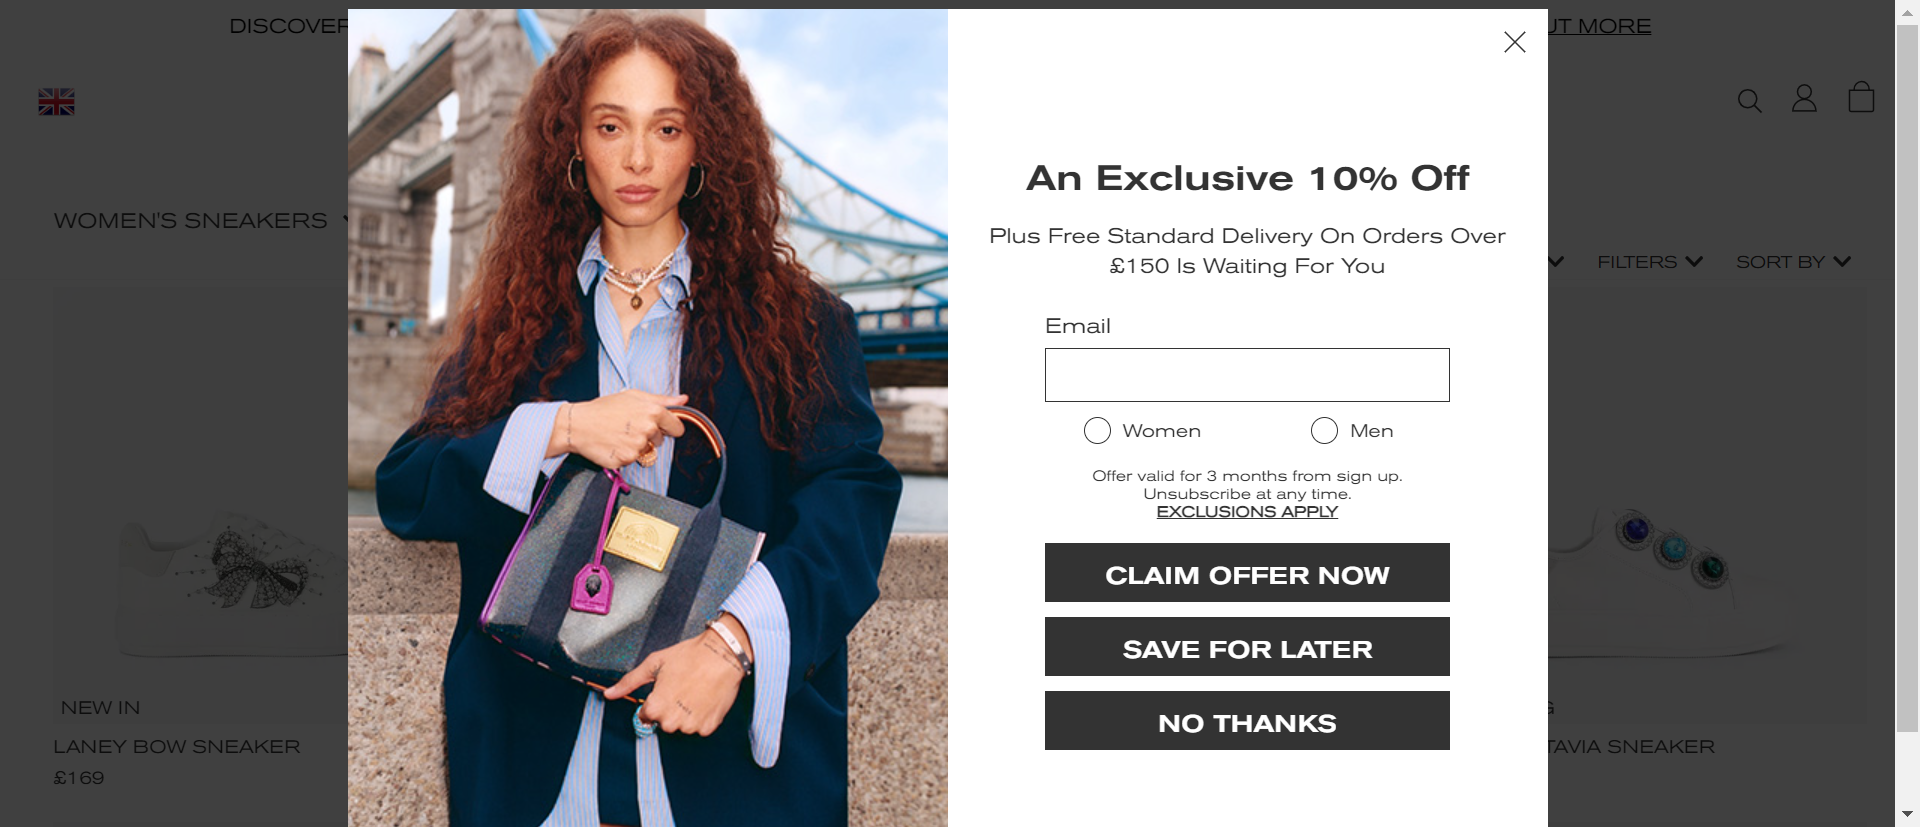 DISCOVER
UT MORE
WOMEN'S SNEAKERS
FILTERS
SORT BY
An Exclusive 10% Off
Plus Free Standard Delivery On Orders Over
£150 Is Waiting For You
Email
Women
Men
Offer valid for 3 months from sign up.
Unsubscribe at any time.
EXCLUSIONS APPLY
CLAIM OFFER NOW
SAVE FOR LATER
NO THANKS
NEW IN
G
LANEY BOW SNEAKER
TAVIA SNEAKER
£169